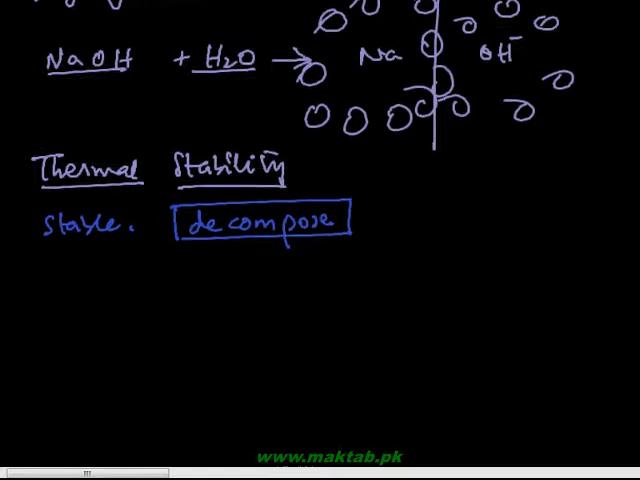 NaOH + H2O → Na OH⁻
Thermal Stability
Stable. decompose
www.maktab.pk